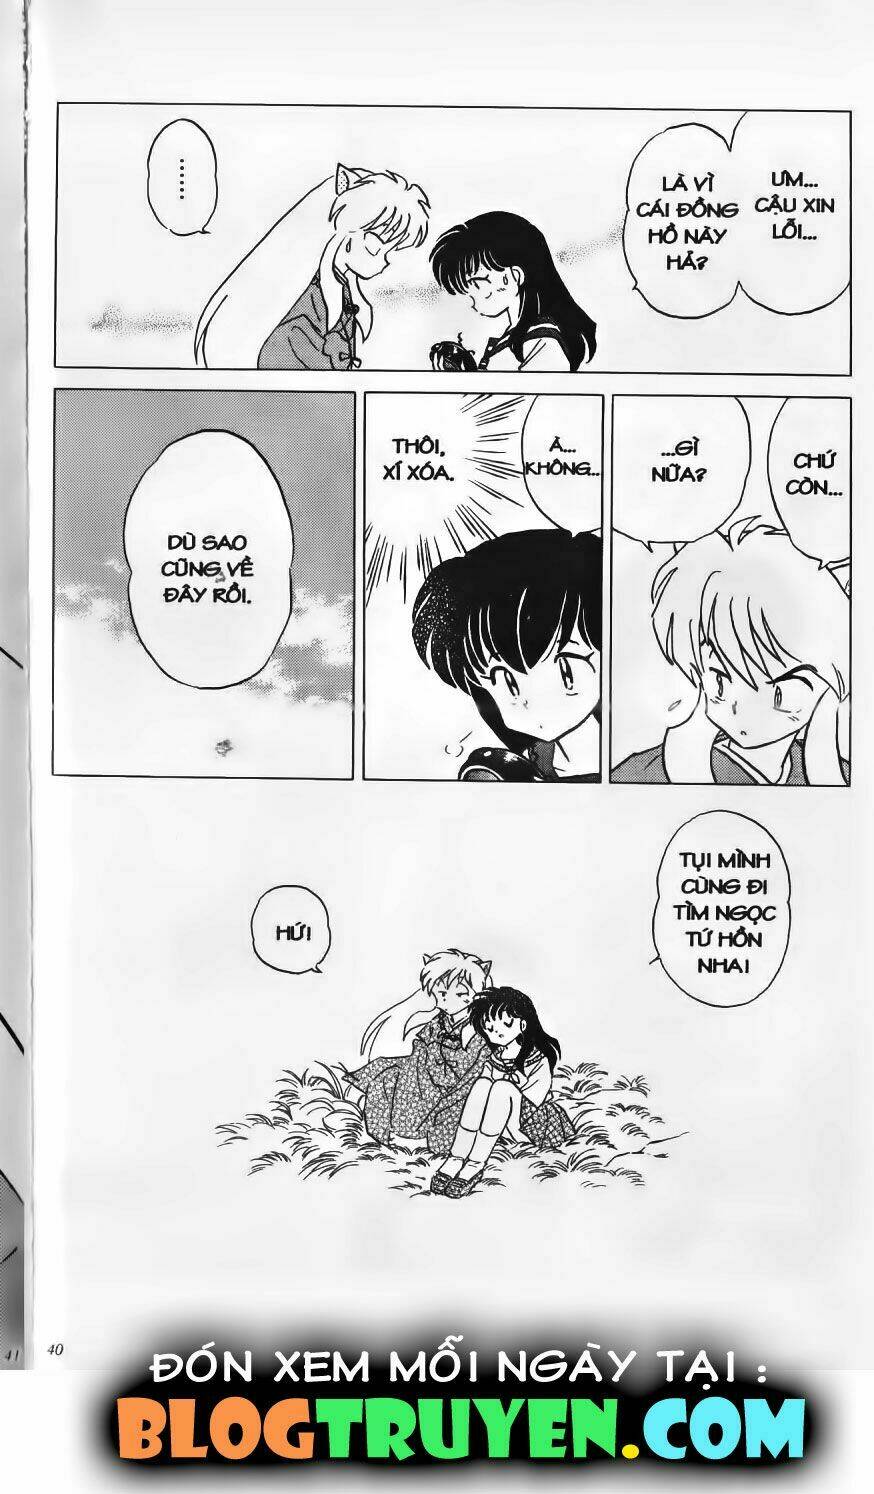 ƯM...
CẬU XIN
LỖI...
LÀ VÌ
CÁI ĐỒNG
HỒ NÀY
HẢ?
.......
CHỨ
CÒN...
...GÌ
NỮA?
À...
KHÔNG...
THÔI,
XÍ XÓA.
DÙ SAO
CŨNG VỀ
ĐÂY RỒI.
TỤI MÌNH
CÙNG ĐI
TÌM NGỌC
TỨ HỒN
NHA!
HỨ!
41
40
ĐÓN XEM MỖI NGÀY TẠI :
BLOGTRUYEN.COM